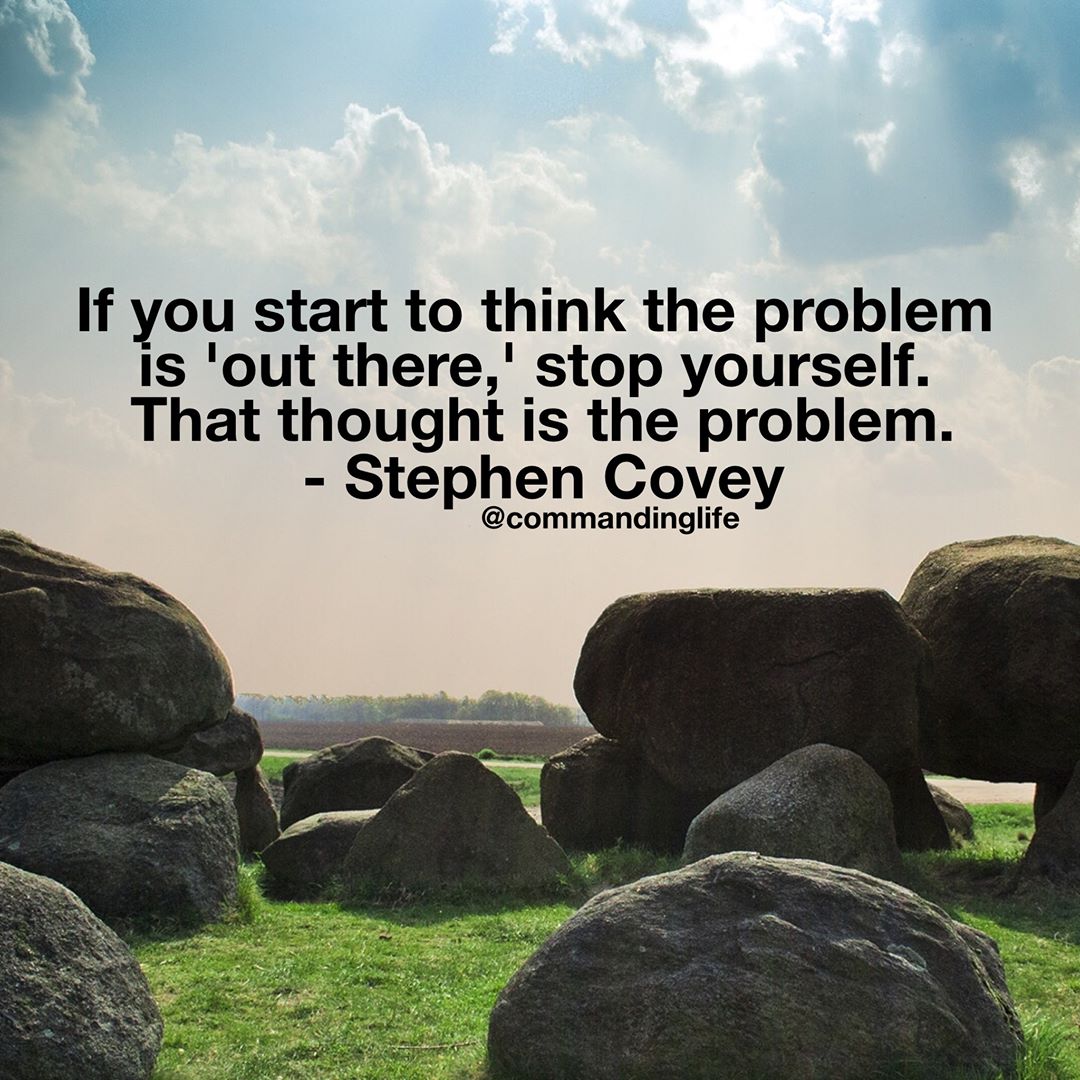 If you start to think the problem
is 'out there,' stop yourself.
That thought is the problem.
- Stephen Covey
@commandinglife